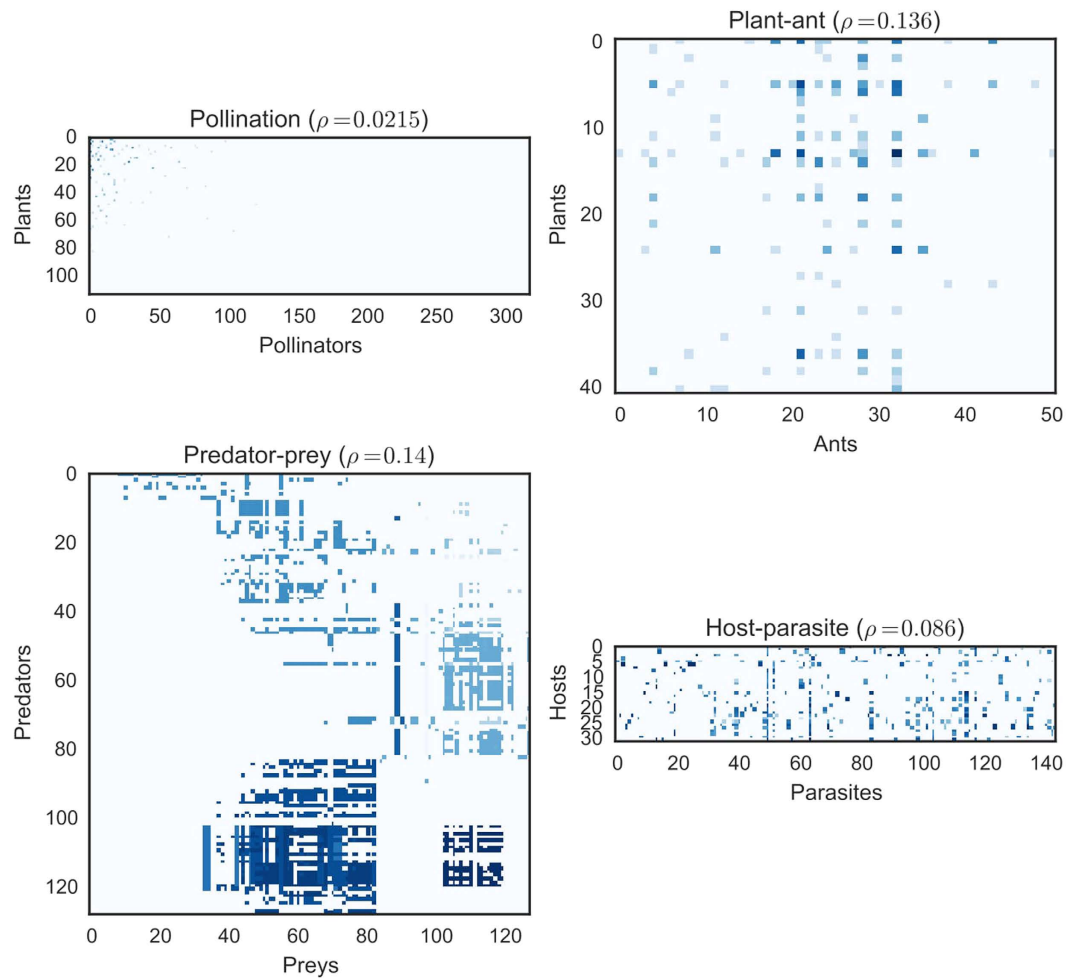 Pollination (ρ=0.0215)
0
20
40
60
80
100
Plants
0 50 100 150 200 250 300
Pollinators
Plant-ant (ρ=0.136)
0
10
20
30
40
Plants
0 10 20 30 40 50
Ants
Predator-prey (ρ=0.14)
0
20
40
60
80
100
120
Predators
0 20 40 60 80 100 120
Preys
Host-parasite (ρ=0.086)
0
5
10
15
20
25
30
Hosts
0 20 40 60 80 100 120 140
Parasites